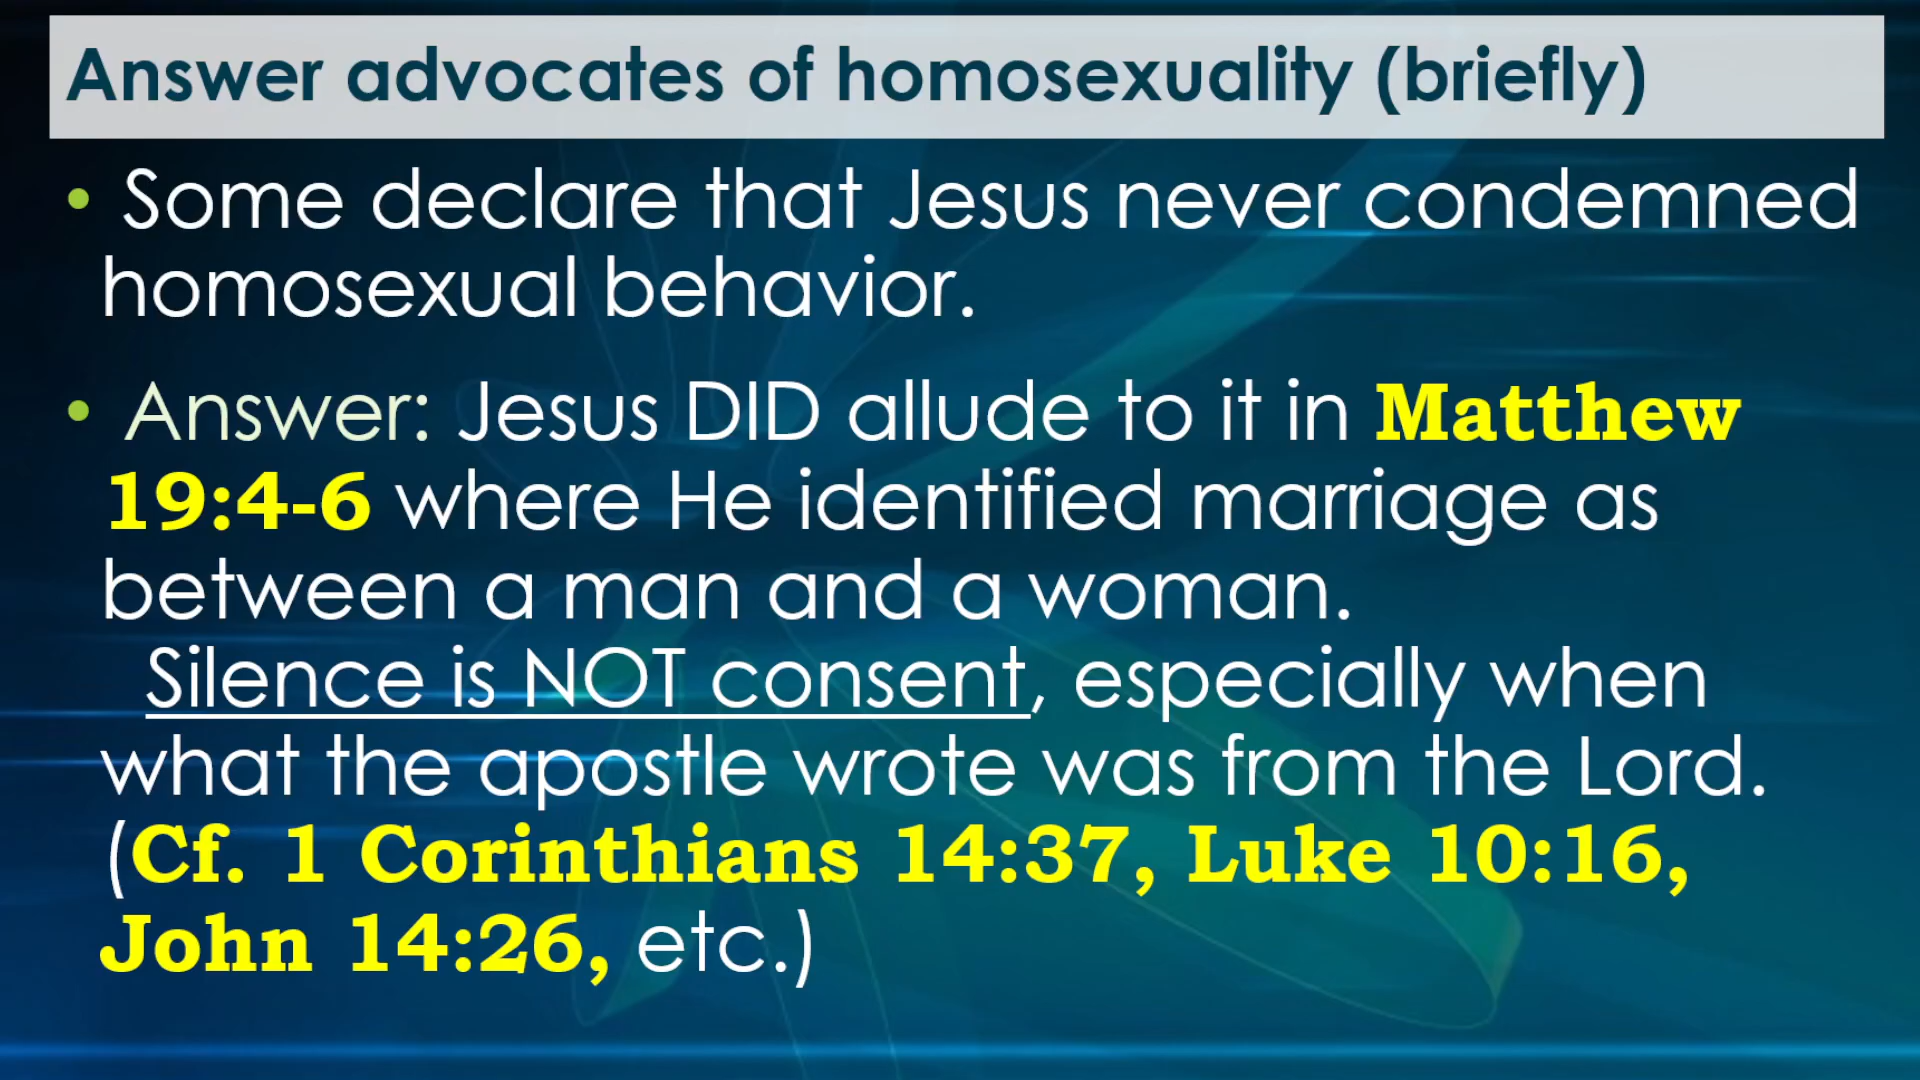 Answer advocates of homosexuality (briefly)
• Some declare that Jesus never condemned
homosexual behavior.
• Answer: Jesus DID allude to it in Matthew
19:4-6 where He identified marriage as
between a man and a woman.
Silence is NOT consent, especially when
what the apostle wrote was from the Lord.
(Cf. 1 Corinthians 14:37, Luke 10:16,
John 14:26, etc.)